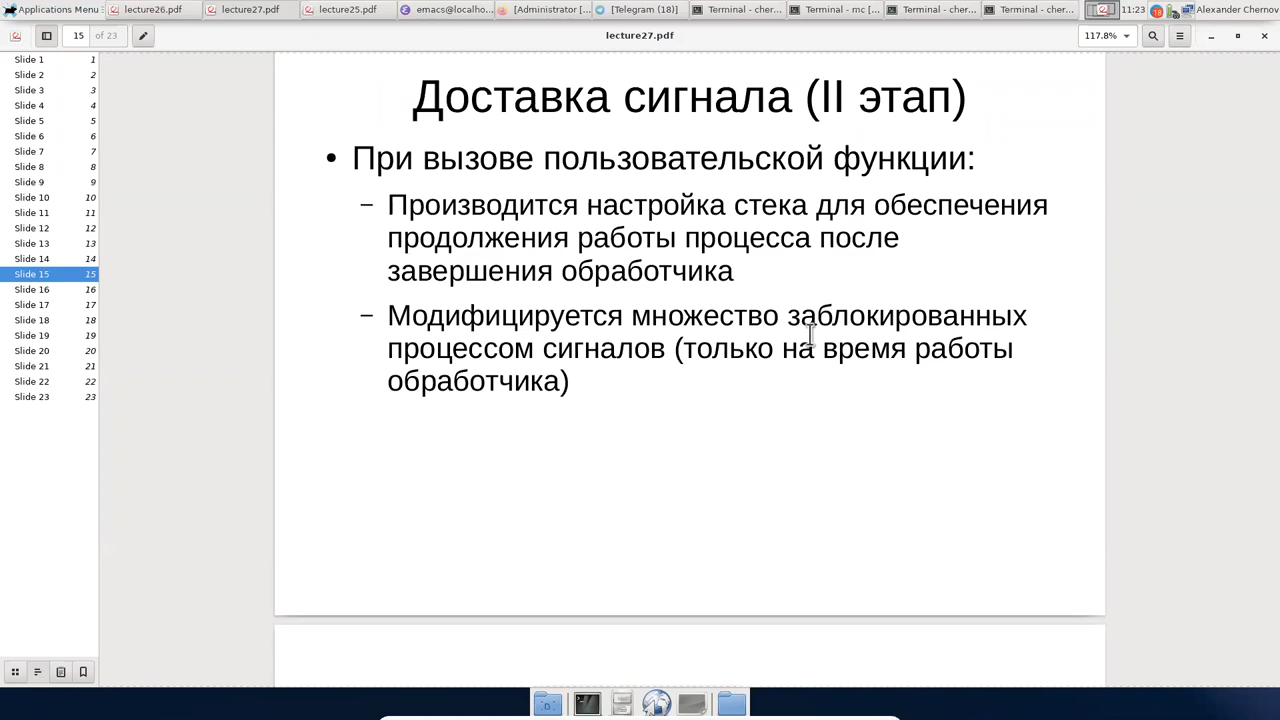 Applications Menu
lecture26.pdf
lecture27.pdf
lecture25.pdf
emacs@localho...
[Administrator [...
[Telegram (18)]
Terminal - cher...
Terminal - mc [...
Terminal - cher...
Terminal - cher...
11:23
18
Alexander Chernov
15 of 23
lecture27.pdf
117.8%
Slide 1 1
Slide 2 2
Slide 3 3
Slide 4 4
Slide 5 5
Slide 6 6
Slide 7 7
Slide 8 8
Slide 9 9
Slide 10 10
Slide 11 11
Slide 12 12
Slide 13 13
Slide 14 14
Slide 15 15
Slide 16 16
Slide 17 17
Slide 18 18
Slide 19 19
Slide 20 20
Slide 21 21
Slide 22 22
Slide 23 23
Доставка сигнала (II этап)
• При вызове пользовательской функции:
– Производится настройка стека для обеспечения
продолжения работы процесса после
завершения обработчика
– Модифицируется множество заблокированных
процессом сигналов (только на время работы
обработчика)